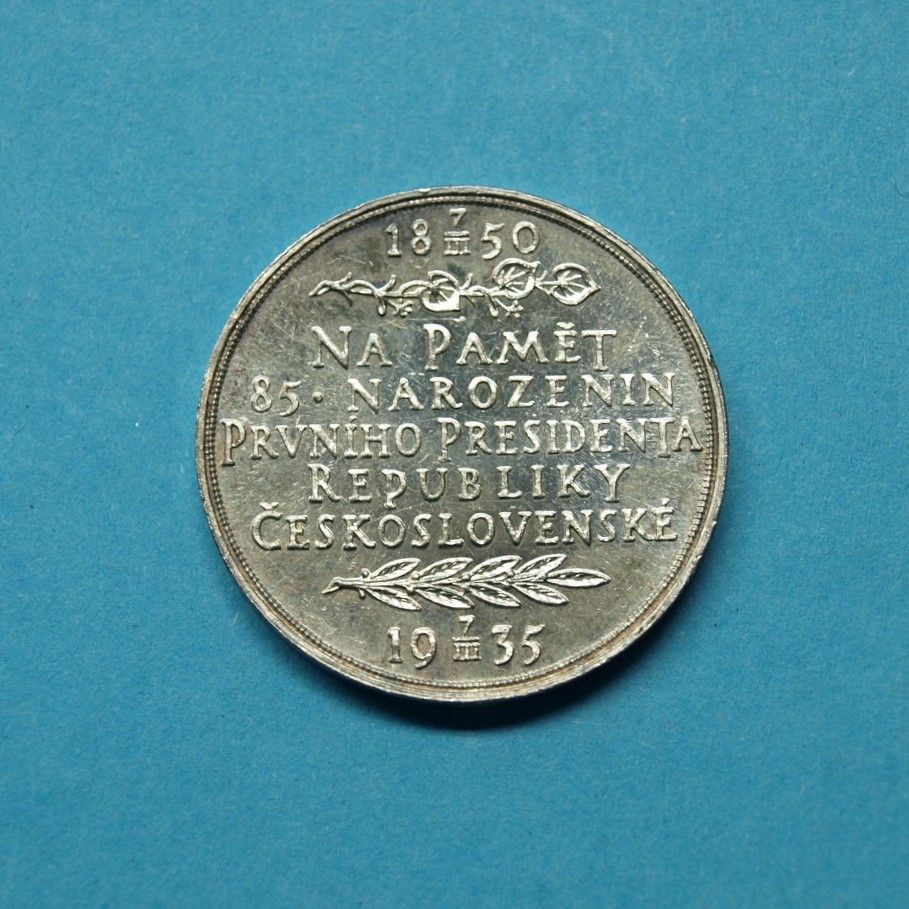 18 7/III 50
NA PAMĚT
85. NAROZENIN
PRVNÍHO PRESIDENTA
REPUBLIKY
ČESKOSLOVENSKÉ
19 7/III 35